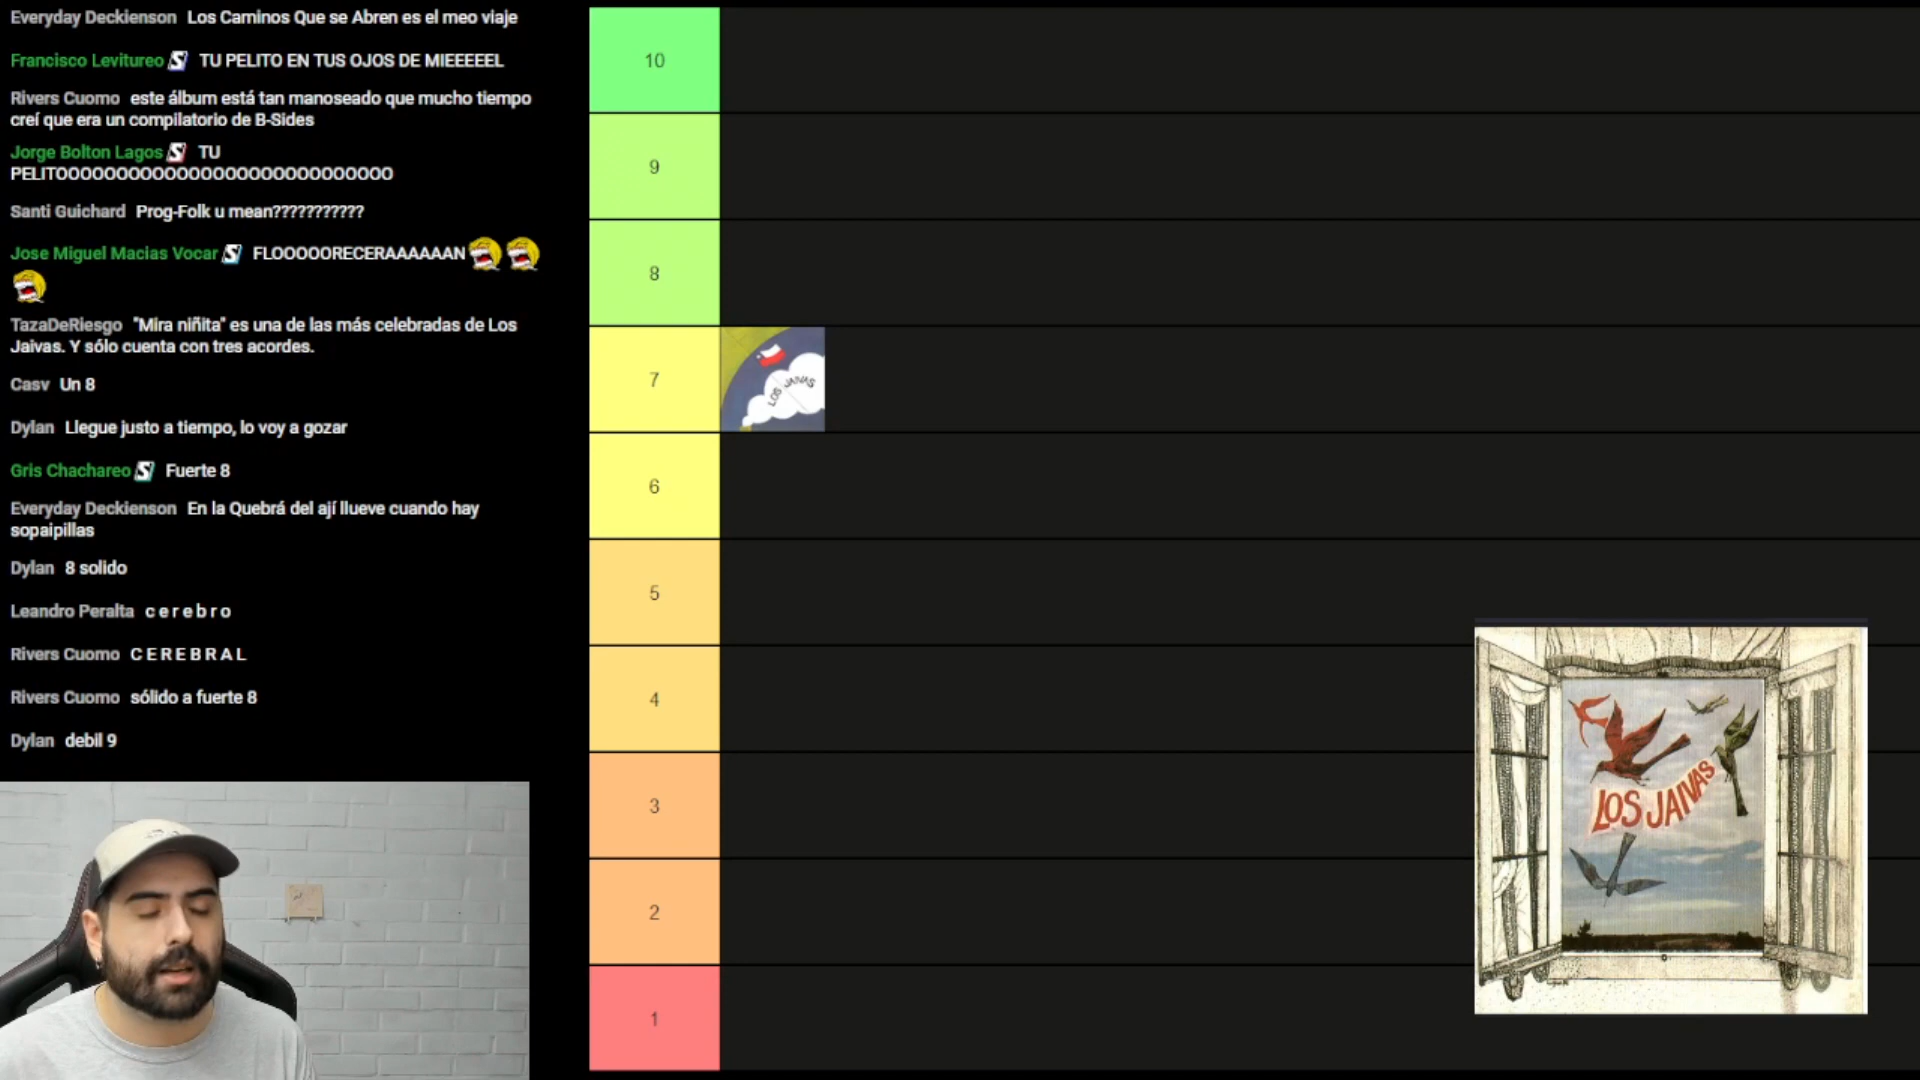 Everyday Deckienson Los Caminos Que se Abren es el meo viaje
Francisco Levitureo S TU PELITO EN TUS OJOS DE MIEEEEEL
Rivers Cuomo este álbum está tan manoseado que mucho tiempo
creí que era un compilatorio de B-Sides
Jorge Bolton Lagos S TU
PELITOOOOOOOOOOOOOOOOOOOOOOOOOOOOO
Santi Guichard Prog-Folk u mean???????????
Jose Miguel Macias Vocar S FLOOOOORECERAAAAAAN
TazaDeRiesgo "Mira niñita" es una de las más celebradas de Los
Jaivas. Y sólo cuenta con tres acordes.
Casv Un 8
Dylan Llegue justo a tiempo, lo voy a gozar
Gris Chachareo S Fuerte 8
Everyday Deckienson En la Quebrá del ají llueve cuando hay
sopaipillas
Dylan 8 solido
Leandro Peralta c e r e b r o
Rivers Cuomo C E R E B R A L
Rivers Cuomo sólido a fuerte 8
Dylan debil 9
10
9
8
7
LOS JAIVAS
6
5
4
3
2
1
LOS JAIVAS